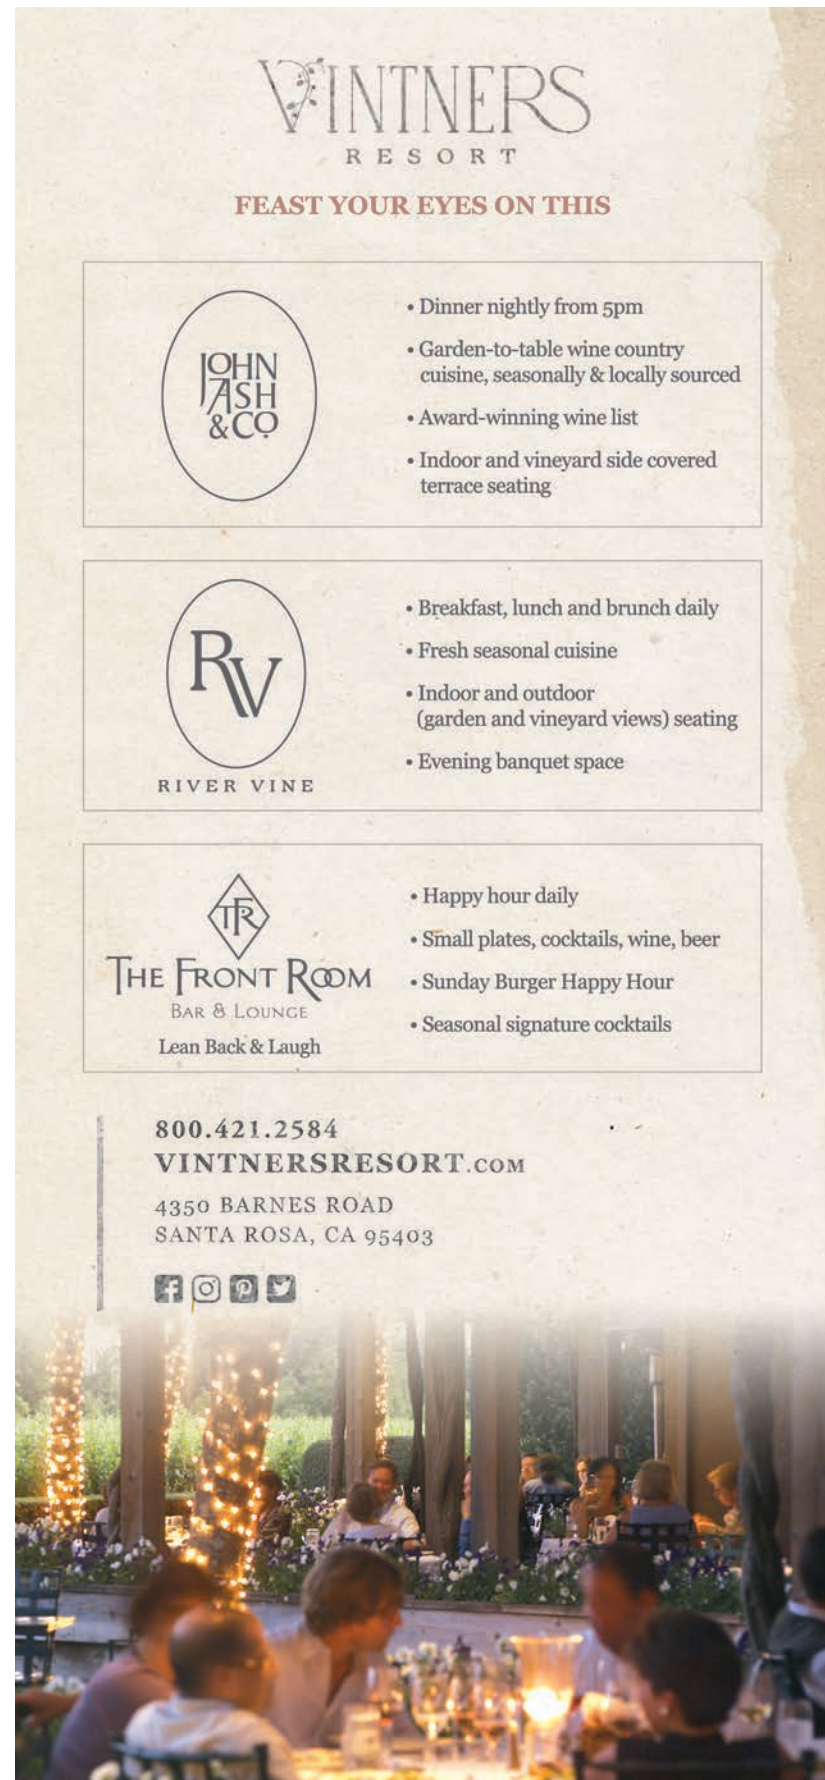 VINTNERS
RESORT
FEAST YOUR EYES ON THIS
JOHN
ASH
& CO
• Dinner nightly from 5pm
• Garden-to-table wine country
cuisine, seasonally & locally sourced
• Award-winning wine list
• Indoor and vineyard side covered
terrace seating
RV
RIVER VINE
• Breakfast, lunch and brunch daily
• Fresh seasonal cuisine
• Indoor and outdoor
(garden and vineyard views) seating
• Evening banquet space
TFR
THE FRONT ROOM
BAR & LOUNGE
Lean Back & Laugh
• Happy hour daily
• Small plates, cocktails, wine, beer
• Sunday Burger Happy Hour
• Seasonal signature cocktails
800.421.2584
VINTNERSRESORT.COM
4350 BARNES ROAD
SANTA ROSA, CA 95403